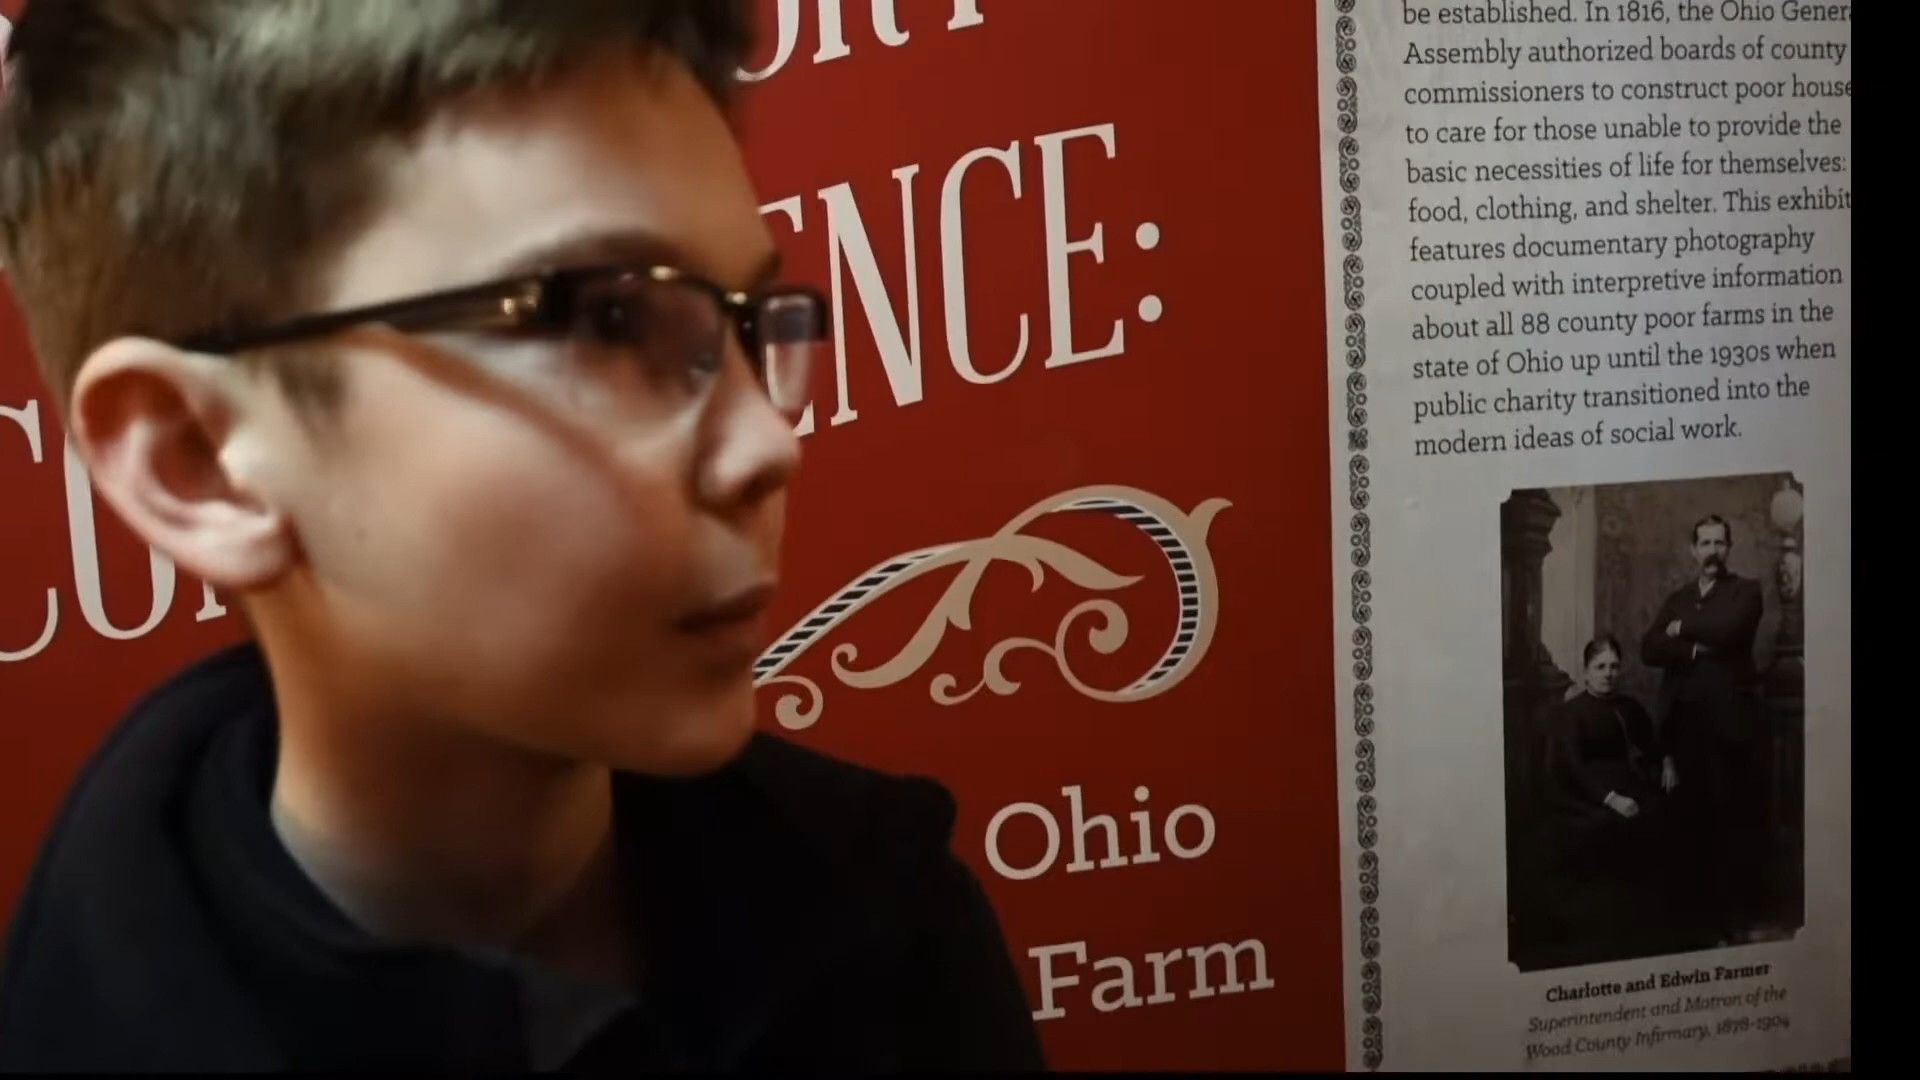 ENCE:
CO
Ohio
Farm
be established. In 1816, the Ohio Gener
Assembly authorized boards of county
commissioners to construct poor house
to care for those unable to provide the
basic necessities of life for themselves:
food, clothing, and shelter. This exhibit
features documentary photography
coupled with interpretive information
about all 88 county poor farms in the
state of Ohio up until the 1930s when
public charity transitioned into the
modern ideas of social work.
Charlotte and Edwin Farmer
Superintendent and Matron of the
Wood County Infirmary, 1878-1904